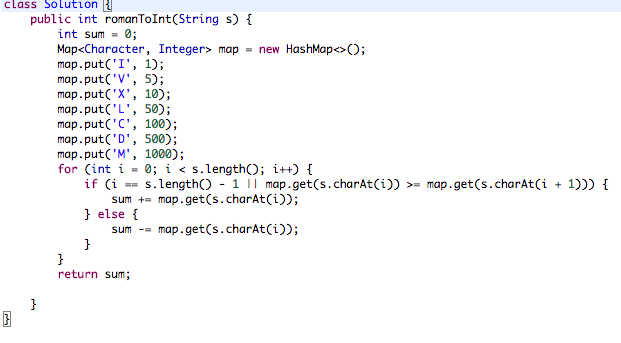 class Solution {
    public int romanToInt(String s) {
        int sum = 0;
        Map<Character, Integer> map = new HashMap<>();
        map.put('I', 1);
        map.put('V', 5);
        map.put('X', 10);
        map.put('L', 50);
        map.put('C', 100);
        map.put('D', 500);
        map.put('M', 1000);
        for (int i = 0; i < s.length(); i++) {
            if (i == s.length() - 1 || map.get(s.charAt(i)) >= map.get(s.charAt(i + 1))) {
                sum += map.get(s.charAt(i));
            } else {
                sum -= map.get(s.charAt(i));
            }
        }
        return sum;

    }
}